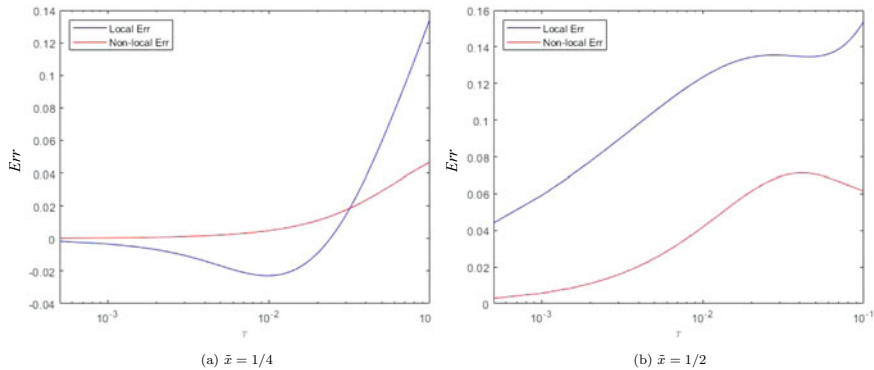 0.14
0.12
0.1
0.08
0.06
0.04
0.02
0
-0.02
-0.04
Err
Local Err
Non-local Err
10-3
10-2
10
τ
(a) x̃ = 1/4
0.16
0.14
0.12
0.1
0.08
0.06
0.04
0.02
0
Err
Local Err
Non-local Err
10-3
10-2
10-1
τ
(b) x̃ = 1/2